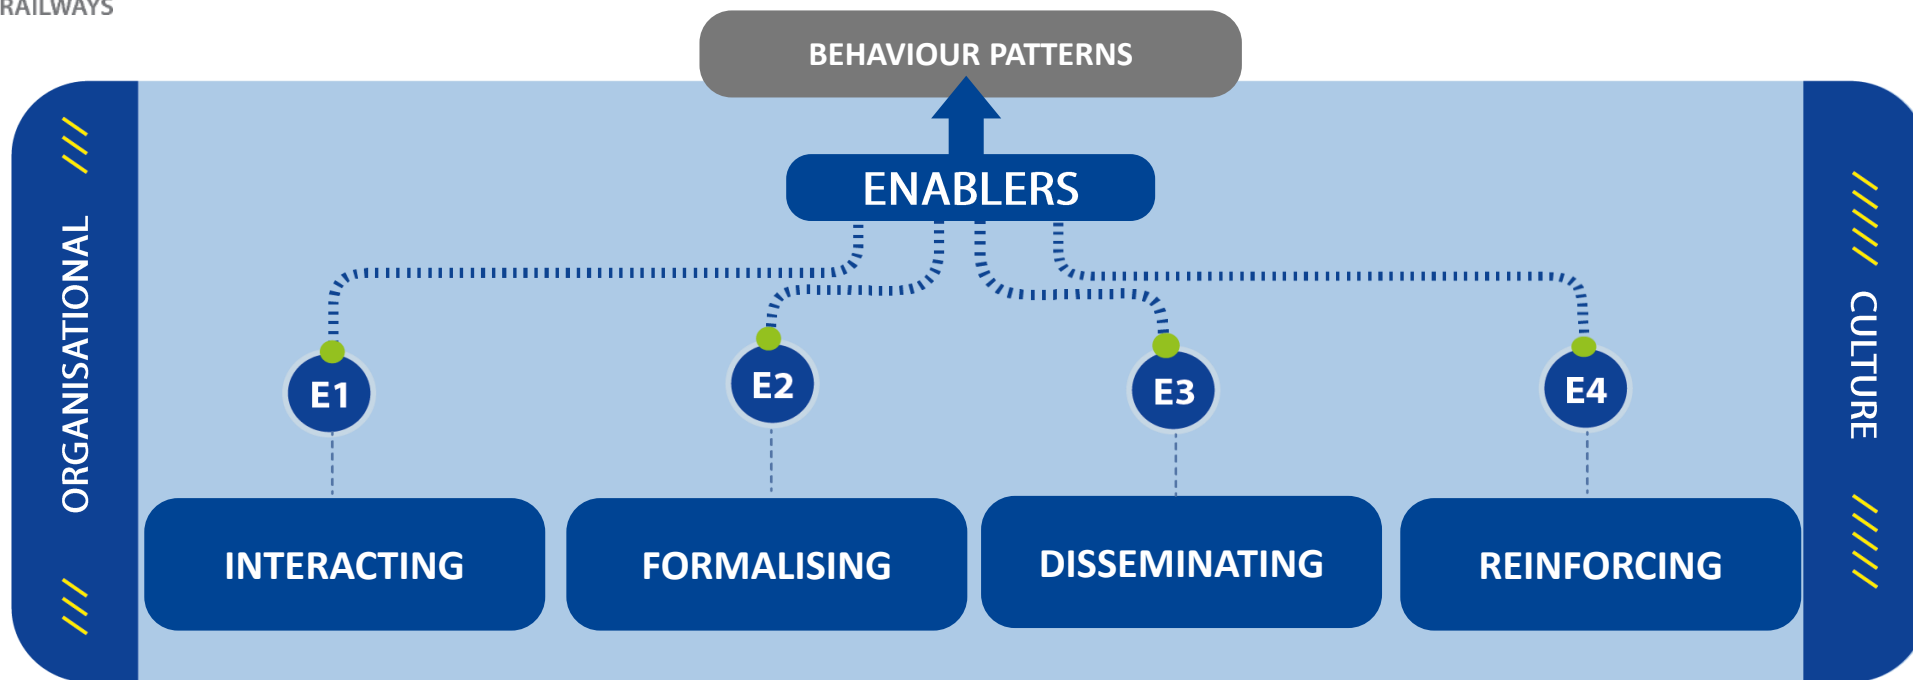 RAILWAYS
BEHAVIOUR PATTERNS
ENABLERS
ORGANISATIONAL
CULTURE
E1
E2
E3
E4
INTERACTING
FORMALISING
DISSEMINATING
REINFORCING